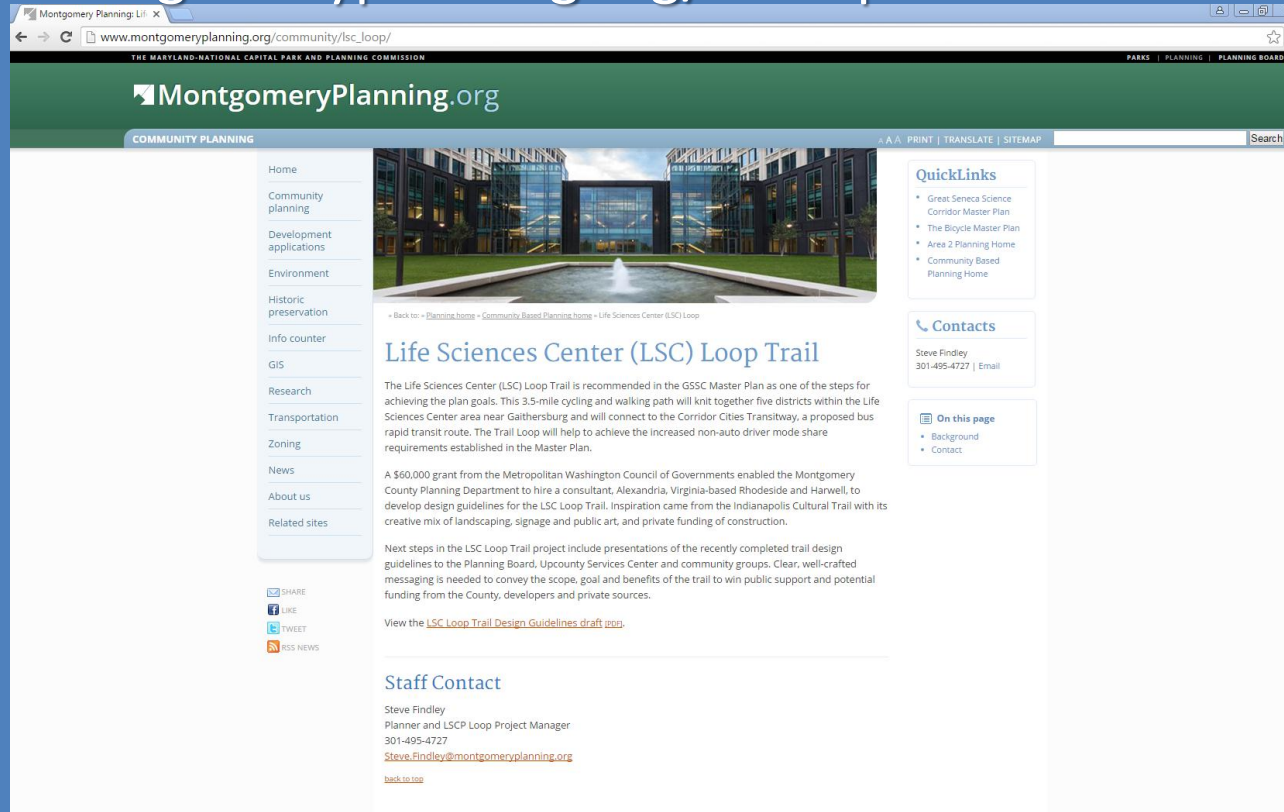 Montgomery Planning: Lif
www.montgomeryplanning.org/community/lsc_loop/
THE MARYLAND-NATIONAL CAPITAL PARK AND PLANNING COMMISSION
PARKS | PLANNING | PLANNING BOARD
MontgomeryPlanning.org
COMMUNITY PLANNING
A A A PRINT | TRANSLATE | SITEMAP
Search
Home
Community
planning
Development
applications
Environment
Historic
preservation
Info counter
GIS
Research
Transportation
Zoning
News
About us
Related sites
SHARE
LIKE
TWEET
RSS NEWS
» Back to: » Planning home » Community Based Planning home » Life Sciences Center (LSC) Loop
Life Sciences Center (LSC) Loop Trail
The Life Sciences Center (LSC) Loop Trail is recommended in the GSSC Master Plan as one of the steps for
achieving the plan goals. This 3.5-mile cycling and walking path will knit together five districts within the Life
Sciences Center area near Gaithersburg and will connect to the Corridor Cities Transitway, a proposed bus
rapid transit route. The Trail Loop will help to achieve the increased non-auto driver mode share
requirements established in the Master Plan.
A $60,000 grant from the Metropolitan Washington Council of Governments enabled the Montgomery
County Planning Department to hire a consultant, Alexandria, Virginia-based Rhodeside and Harwell, to
develop design guidelines for the LSC Loop Trail. Inspiration came from the Indianapolis Cultural Trail with its
creative mix of landscaping, signage and public art, and private funding of construction.
Next steps in the LSC Loop Trail project include presentations of the recently completed trail design
guidelines to the Planning Board, Upcounty Services Center and community groups. Clear, well-crafted
messaging is needed to convey the scope, goal and benefits of the trail to win public support and potential
funding from the County, developers and private sources.
View the LSC Loop Trail Design Guidelines draft [PDF].
Staff Contact
Steve Findley
Planner and LSCP Loop Project Manager
301-495-4727
Steve.Findley@montgomeryplanning.org
back to top
QuickLinks
• Great Seneca Science
Corridor Master Plan
• The Bicycle Master Plan
• Area 2 Planning Home
• Community Based
Planning Home
Contacts
Steve Findley
301-495-4727 | Email
On this page
• Background
• Contact